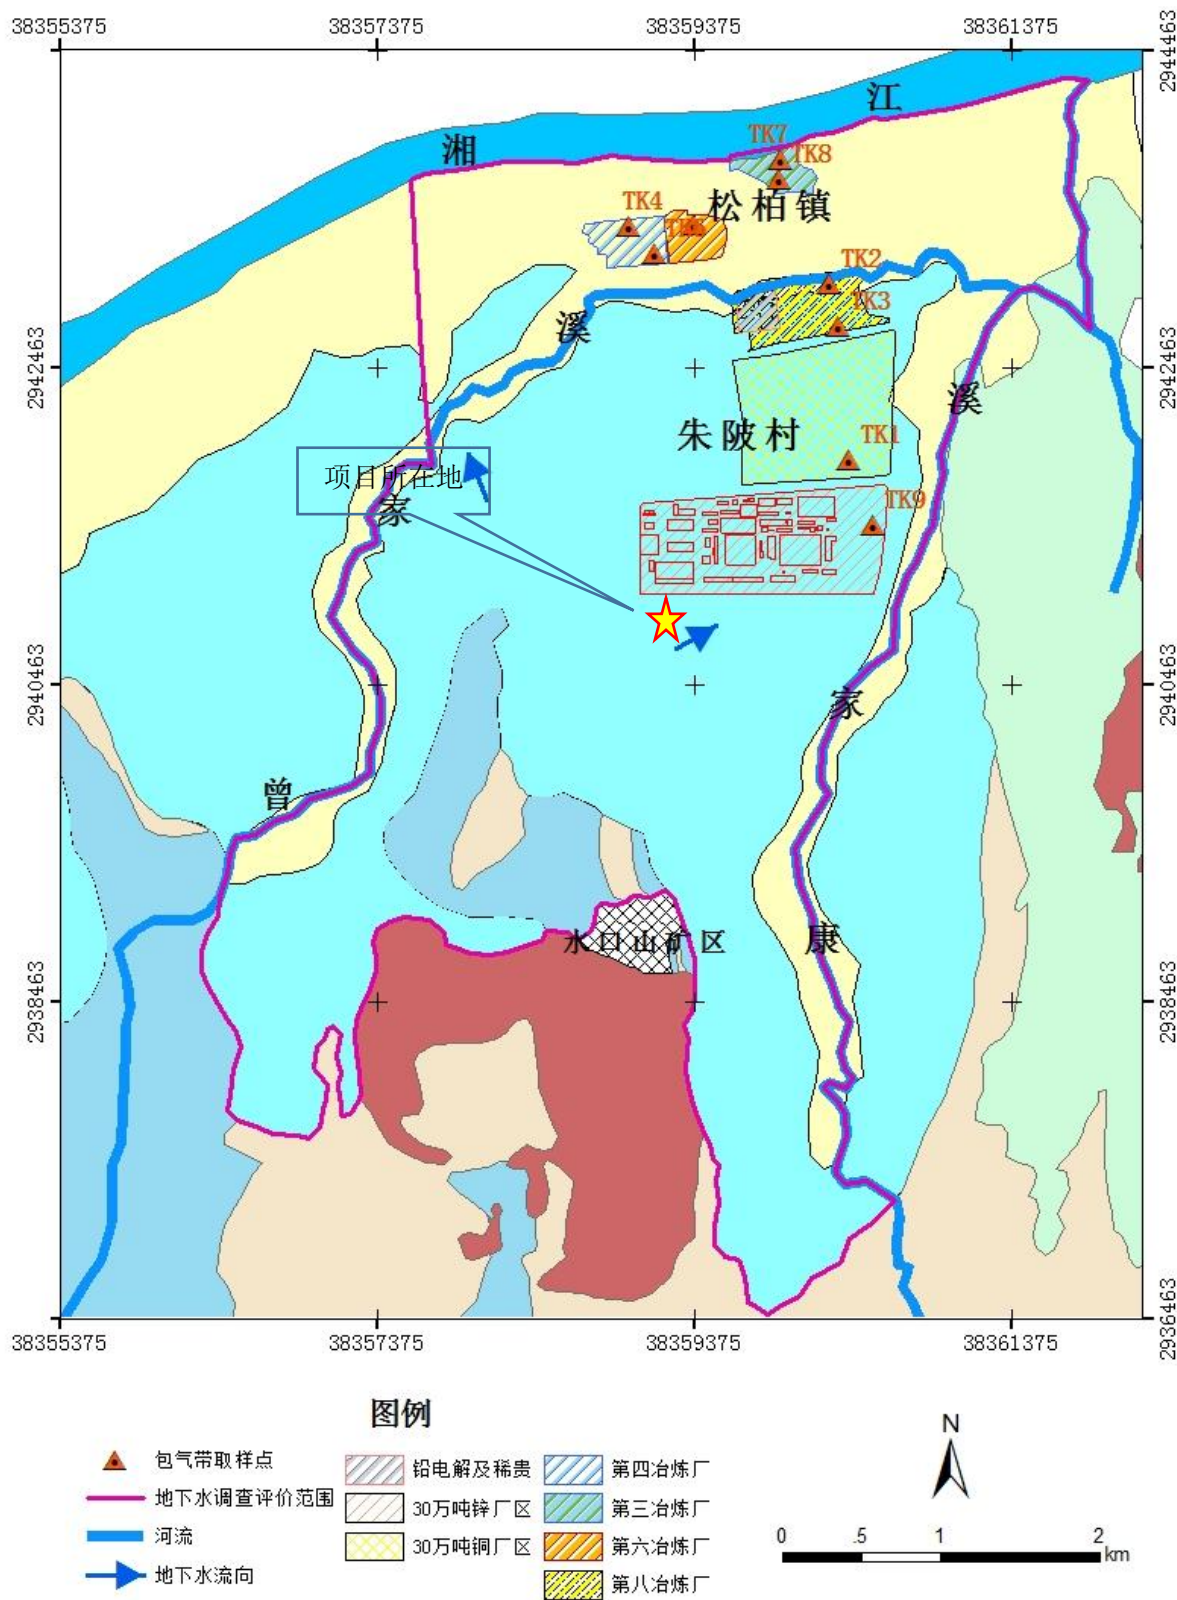 38355375 38357375 38359375 38361375
2944463
2944463
江
湘
TK7
TK8
松柏镇
TK4
TK2
TK3
溪
2942463
2942463
溪
朱陂村
TK1
项目所在地
家
TK9
2940463
2940463
家
曾
水口山矿区
康
2938463
2938463
2936463
2936463
38355375 38357375 38359375 38361375
图例
包气带取样点
地下水调查评价范围
河流
地下水流向
铅电解及稀贵
30万吨锌厂区
30万吨铜厂区
第四冶炼厂
第三冶炼厂
第六冶炼厂
第八冶炼厂
N
0 .5 1 2
km